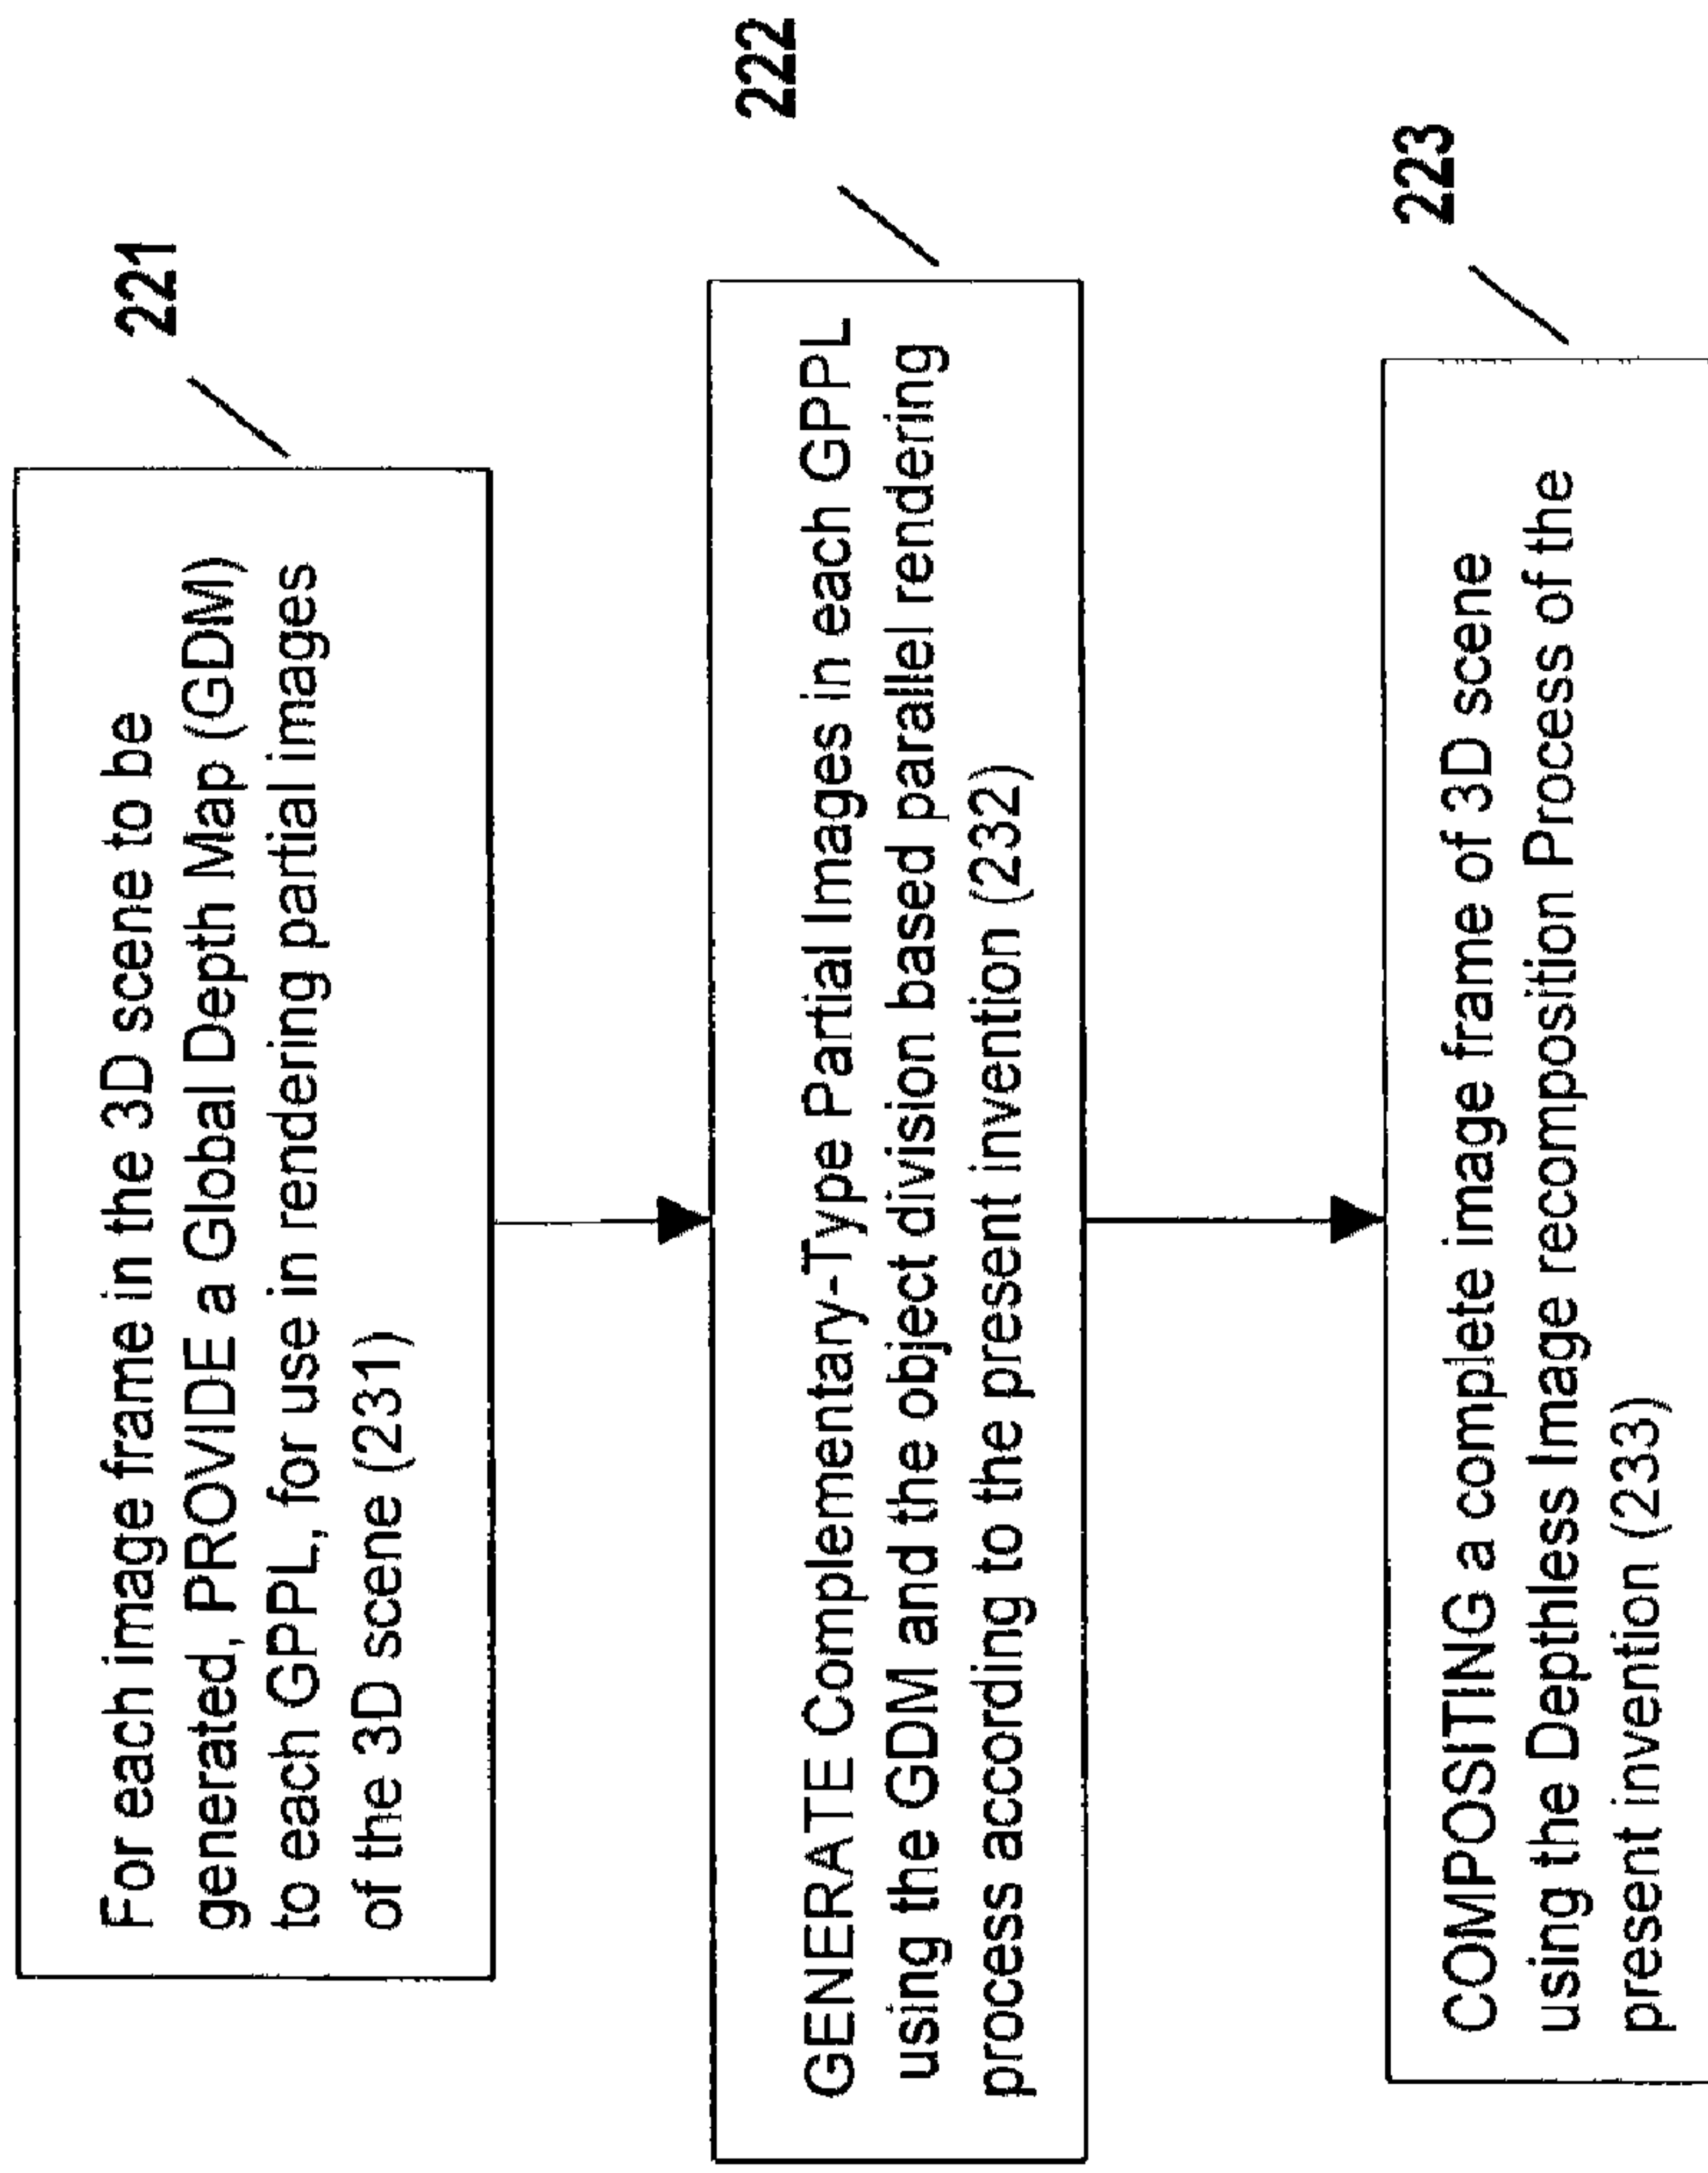 221
For each image frame in the 3D scene to be
generated, PROVIDE a Global Depth Map (GDM)
to each GPPL, for use in rendering partial images
of the 3D scene (231)
222
GENERATE Complementary-Type Partial Images in each GPPL
using the GDM and the object division based parallel rendering
process according to the present invention (232)
223
COMPOSITING a complete image frame of 3D scene
using the Depthless Image recomposition Process of the
present invention (233)